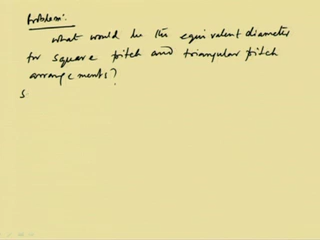 Problem:
what would be the equivalent diameter
for square pitch and triangular pitch
arrangements?
S